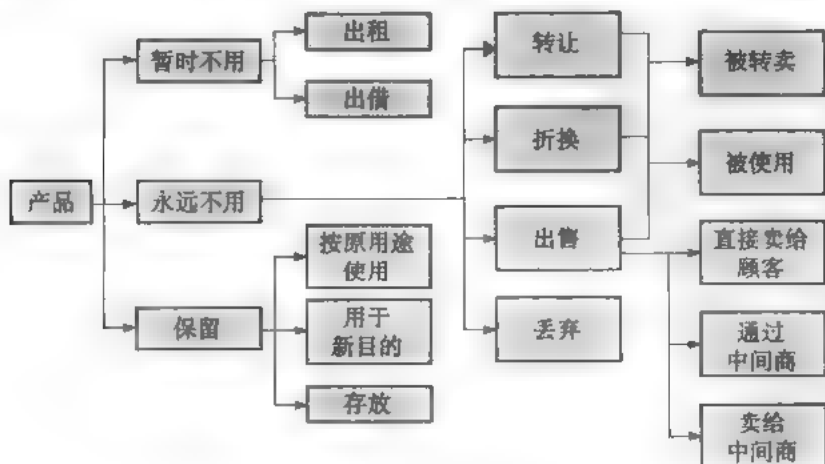 产品
暂时不用
永远不用
保留
出租
出借
按原用途
使用
用于
新目的
存放
转让
折换
出售
丢弃
被转卖
被使用
直接卖给
顾客
通过
中间商
卖给
中间商